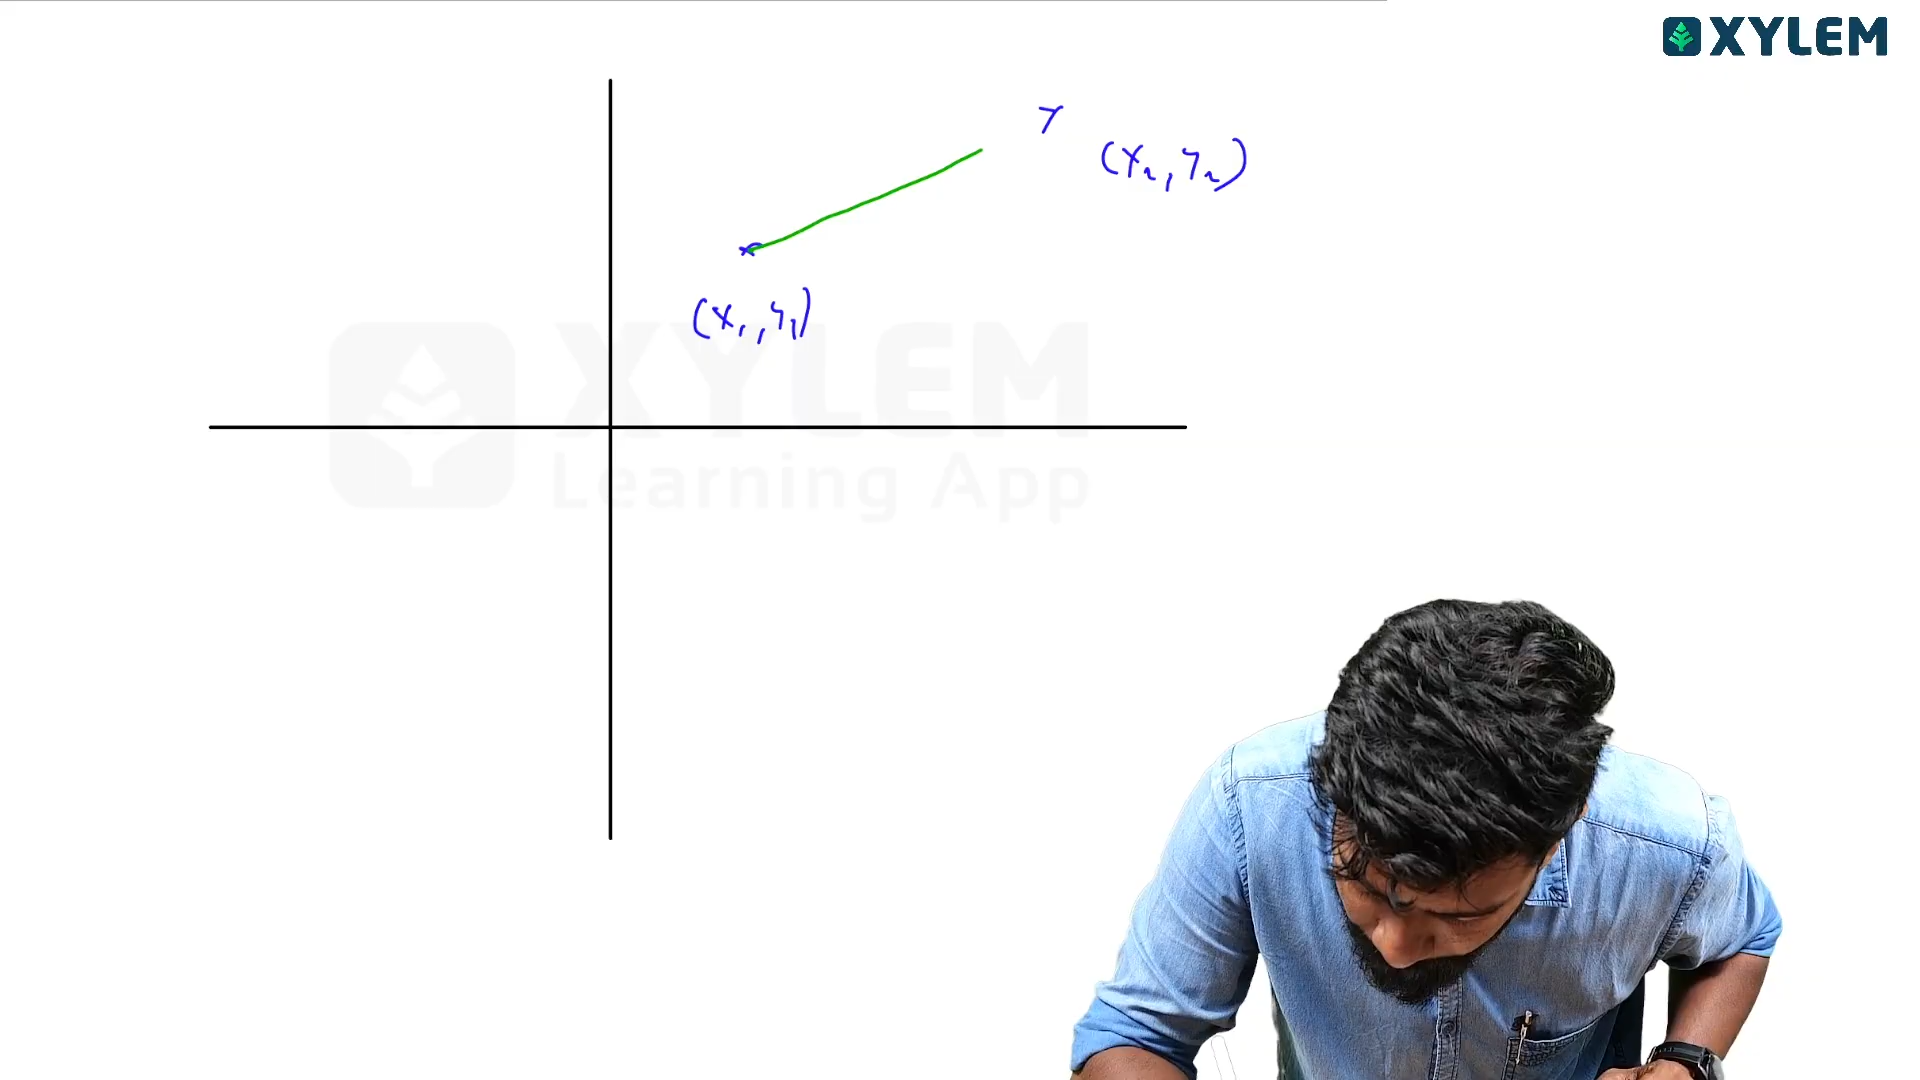 XYLEM
(x₂, y₂)
(x₁, y₁)
XYLEM
Learning App